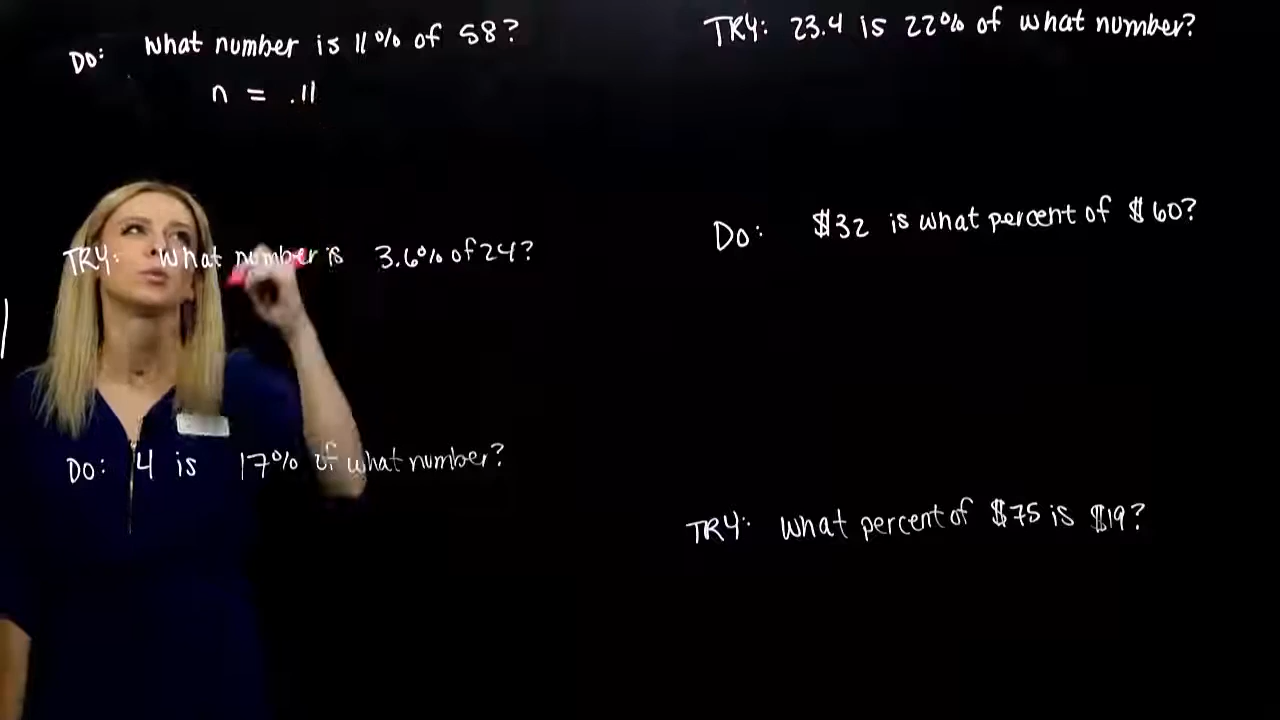 DO: What number is 11% of 58?
n = .11
TRY: What number is 3.6% of 24?
DO: 4 is 17% of what number?
TRY: 23.4 is 22% of what number?
DO: $32 is what percent of $60?
TRY: What percent of $75 is $19?